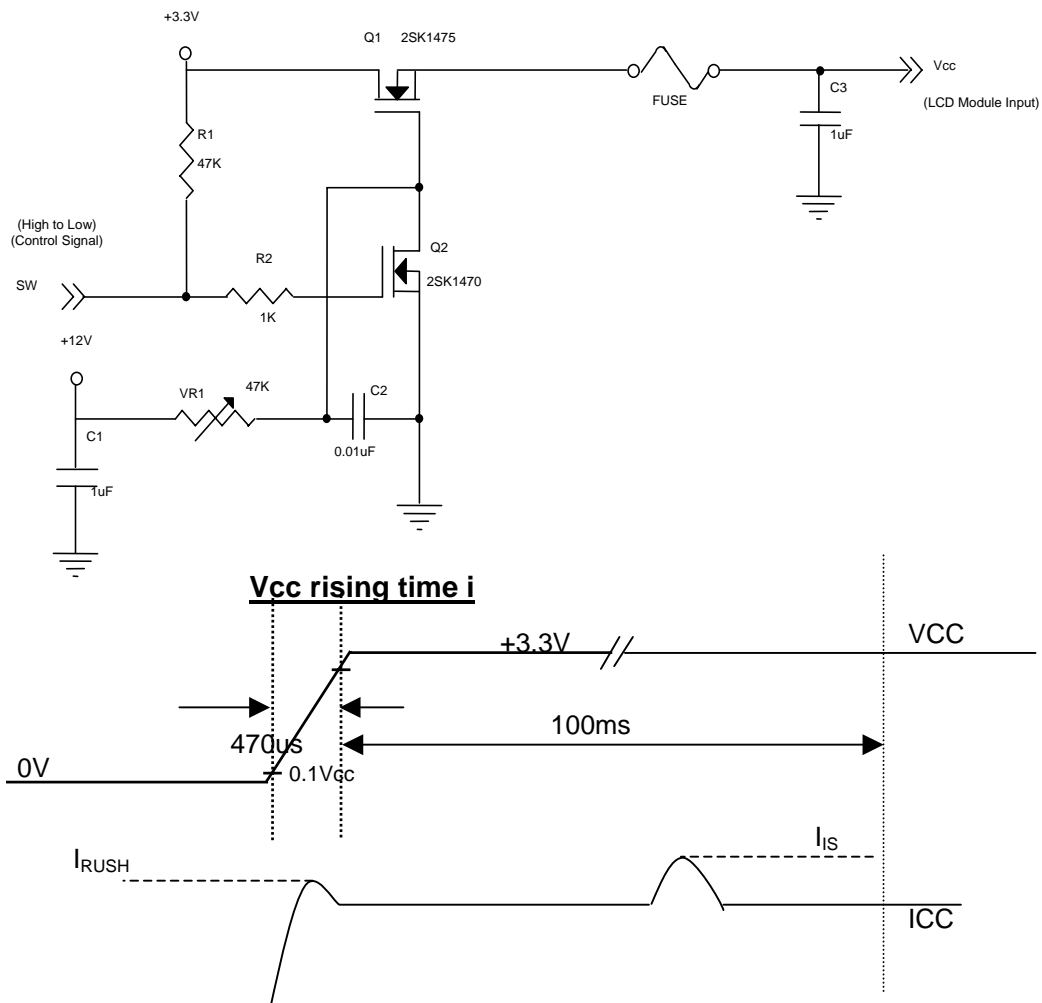 +3.3V
Q1 2SK1475
Vcc
FUSE
C3
(LCD Module Input)
R1
47K
1uF
(High to Low)
(Control Signal)
Q2
R2
SW
2SK1470
1K
+12V
VR1
47K
C2
C1
0.01uF
1uF
Vcc rising time i
VCC
+3.3V
100ms
470us
0V
0.1Vcc
IIS
IRUSH
ICC